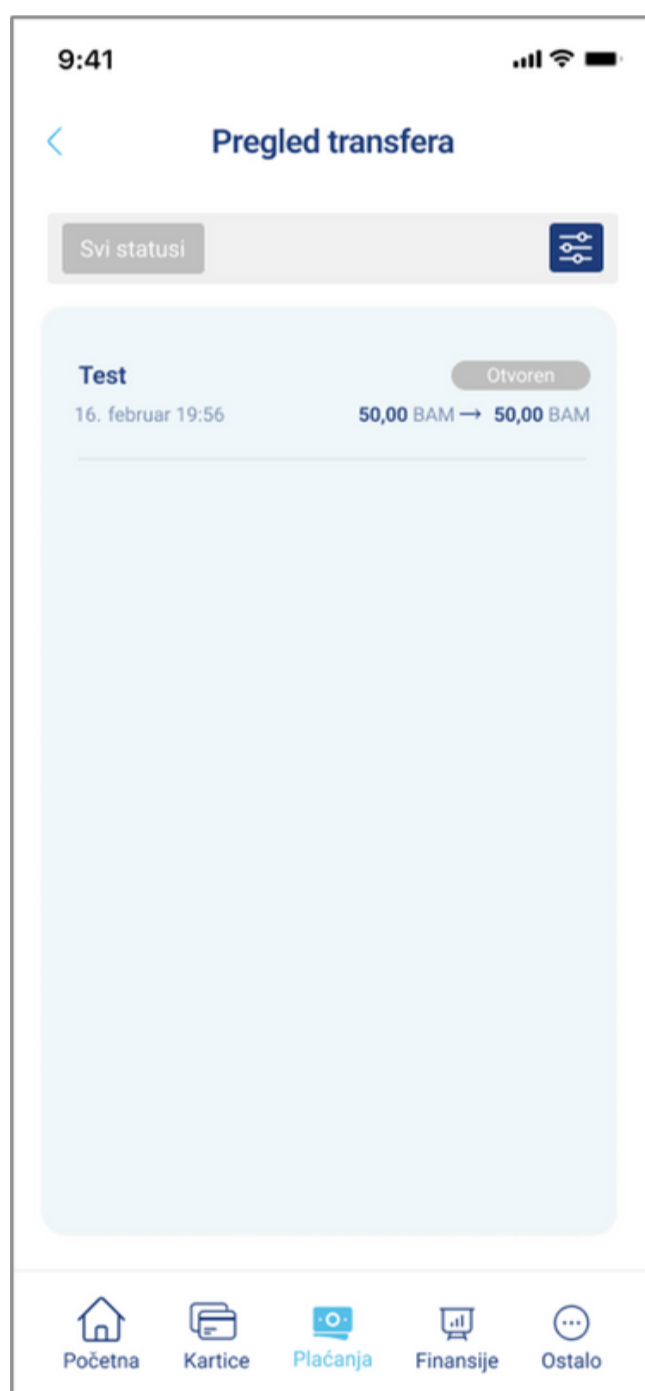 9:41
Pregled transfera
Svi statusi
Test Otvoren
16. februar 19:56 50,00 BAM → 50,00 BAM
Početna Kartice Plaćanja Finansije Ostalo